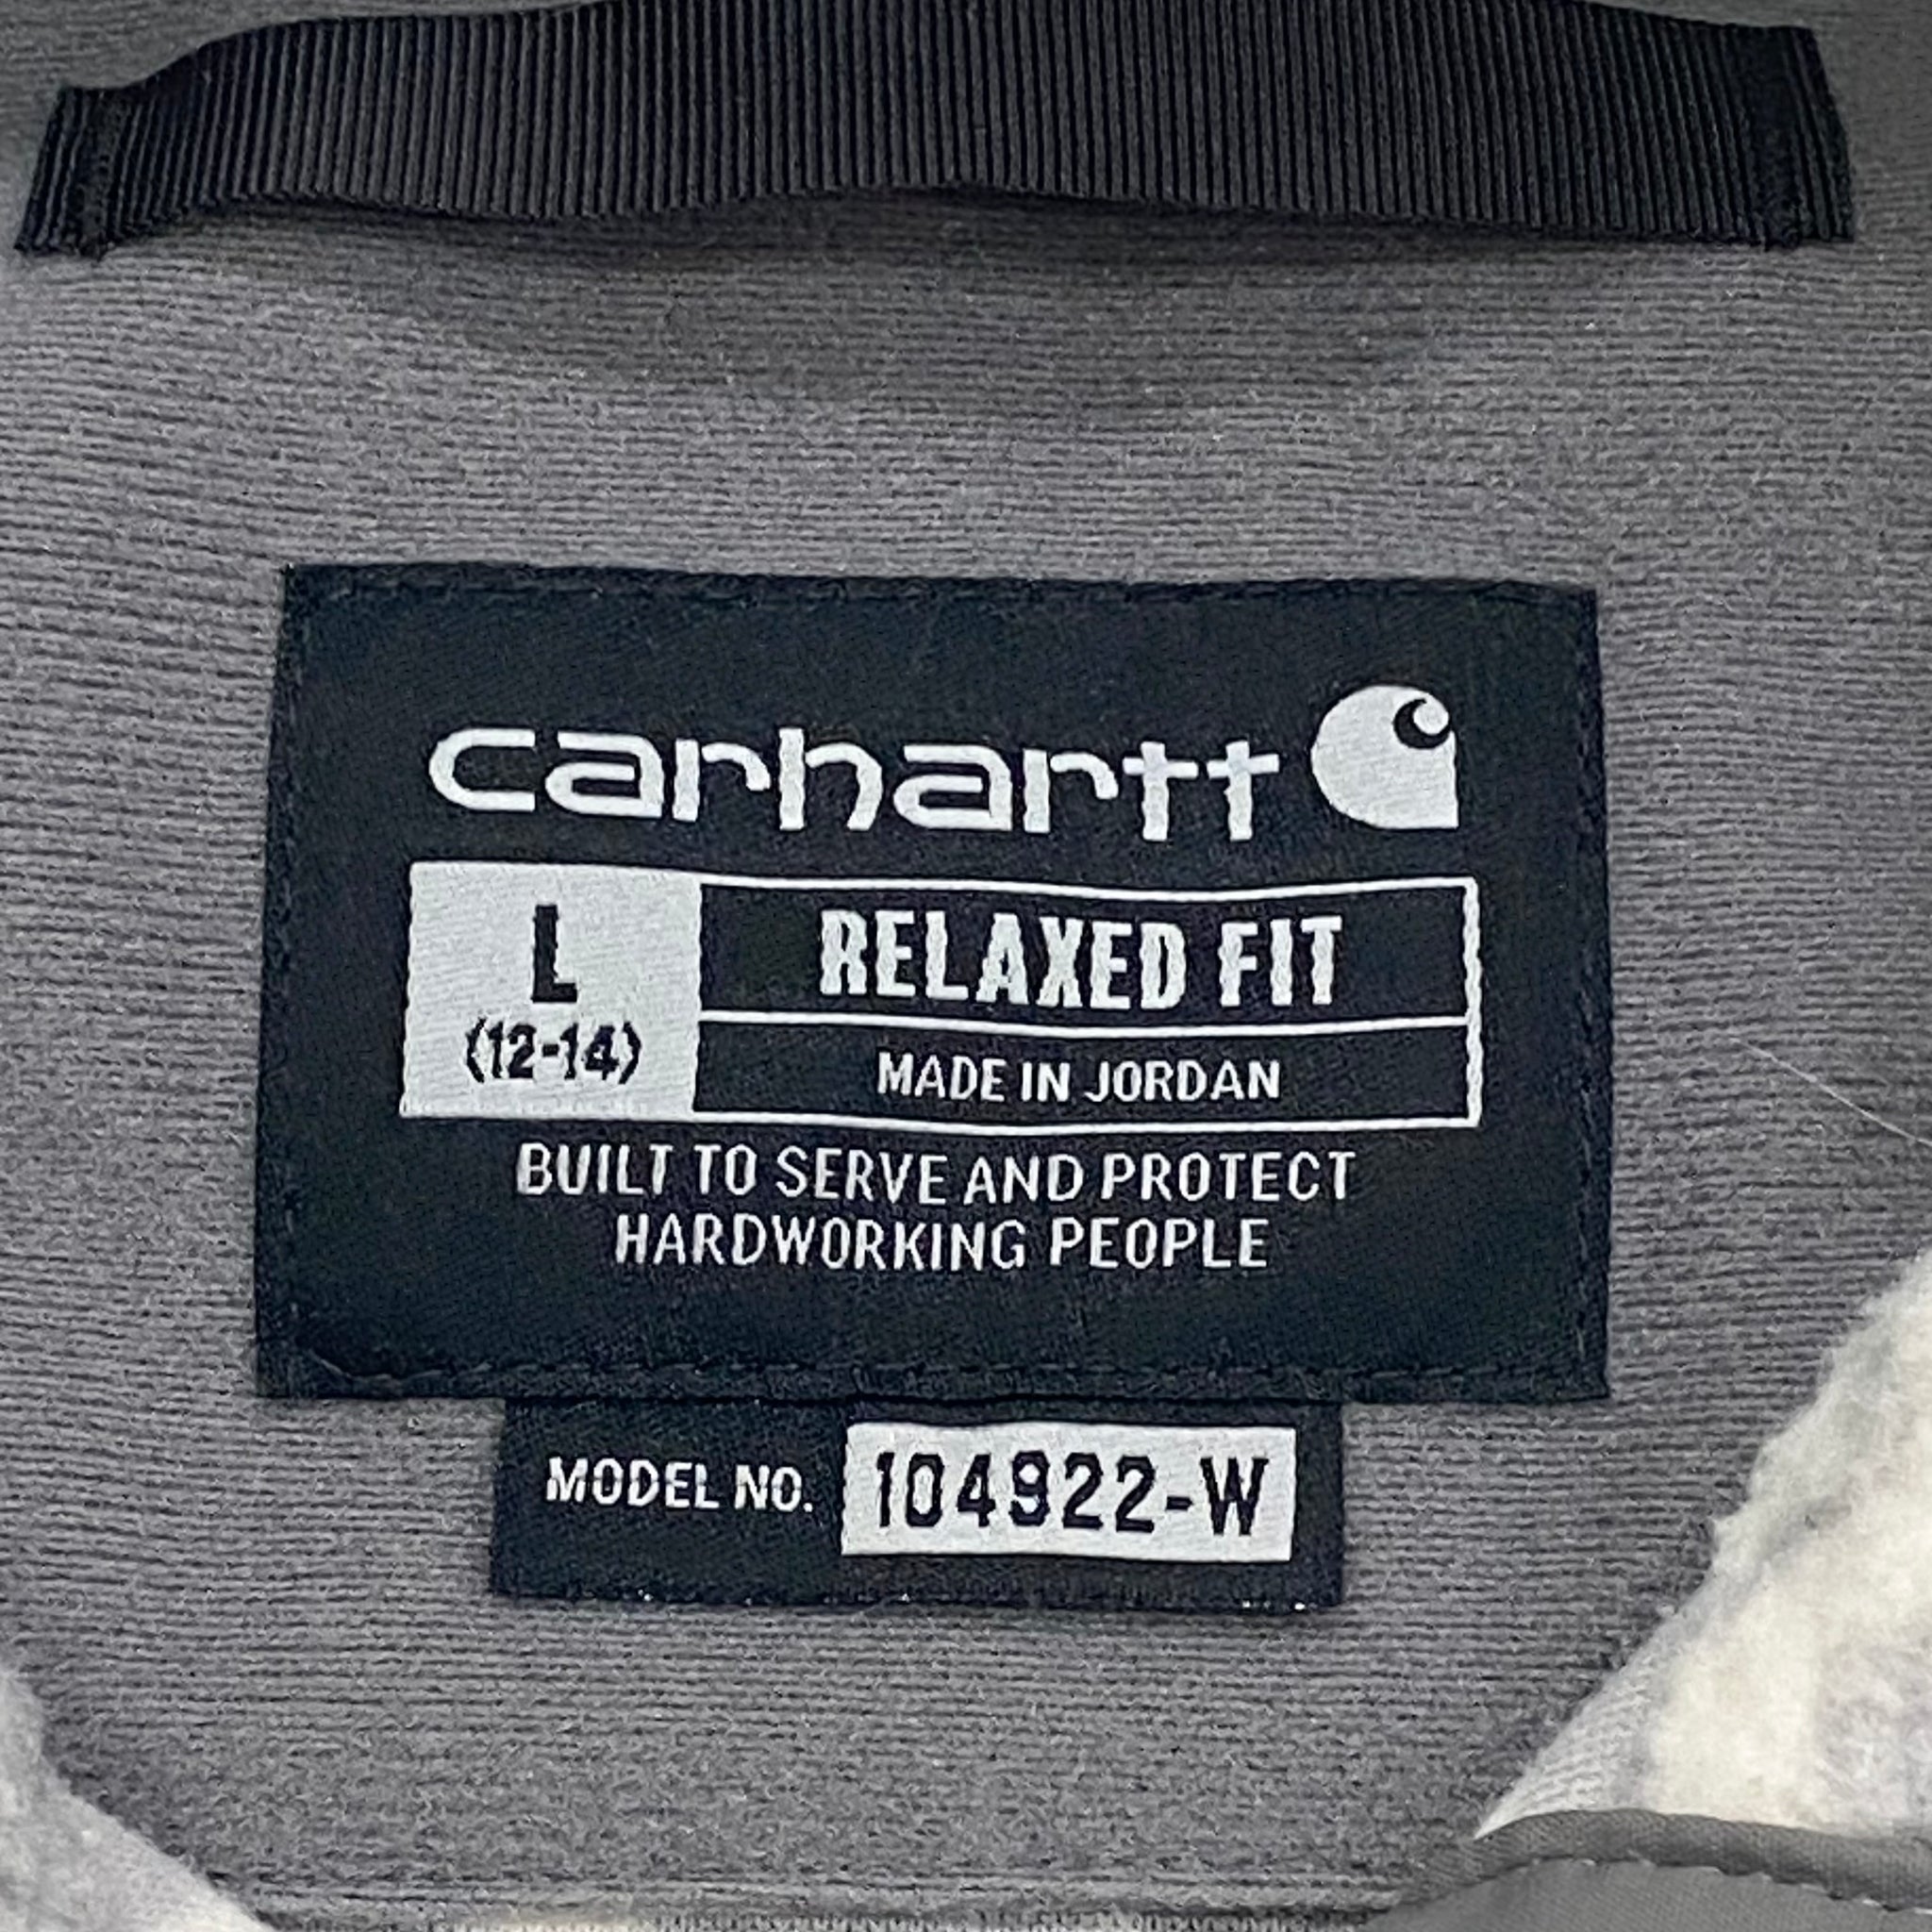 carhartt
L
(12-14)
RELAXED FIT
MADE IN JORDAN
BUILT TO SERVE AND PROTECT
HARDWORKING PEOPLE
MODEL NO. 104922-W